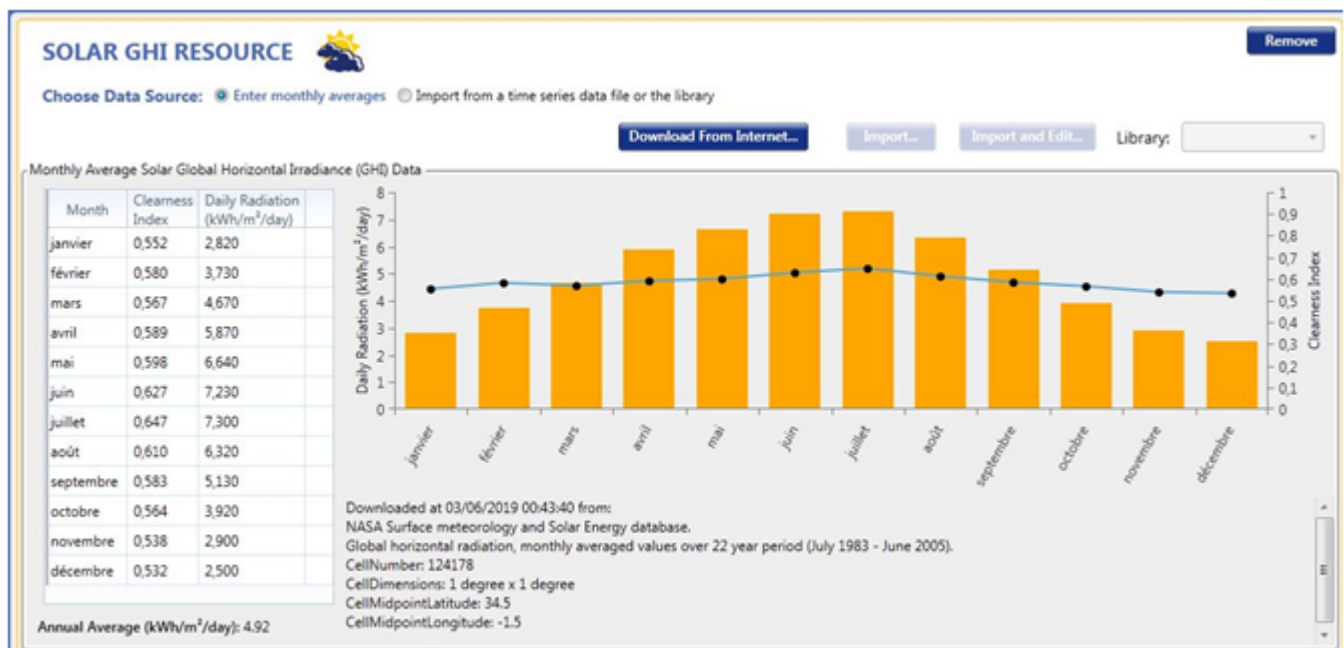 SOLAR GHI RESOURCE
Remove
Choose Data Source: Enter monthly averages Import from a time series data file or the library
Download From Internet... Import... Import and Edit... Library:
Monthly Average Solar Global Horizontal Irradiance (GHI) Data
Month Clearness Index Daily Radiation (kWh/m²/day)
janvier 0,552 2,820
février 0,580 3,730
mars 0,567 4,670
avril 0,589 5,870
mai 0,598 6,640
juin 0,627 7,230
juillet 0,647 7,300
août 0,610 6,320
septembre 0,583 5,130
octobre 0,564 3,920
novembre 0,538 2,900
décembre 0,532 2,500
Annual Average (kWh/m²/day): 4.92
Daily Radiation (kWh/m²/day)
8
7
6
5
4
3
2
1
0
1
0,9
0,8
0,7
0,6
0,5
0,4
0,3
0,2
0,1
0
Clearness Index
janvier février mars avril mai juin juillet août septembre octobre novembre décembre
Downloaded at 03/06/2019 00:43:40 from:
NASA Surface meteorology and Solar Energy database.
Global horizontal radiation, monthly averaged values over 22 year period (July 1983 - June 2005).
CellNumber: 124178
CellDimensions: 1 degree x 1 degree
CellMidpointLatitude: 34.5
CellMidpointLongitude: -1.5